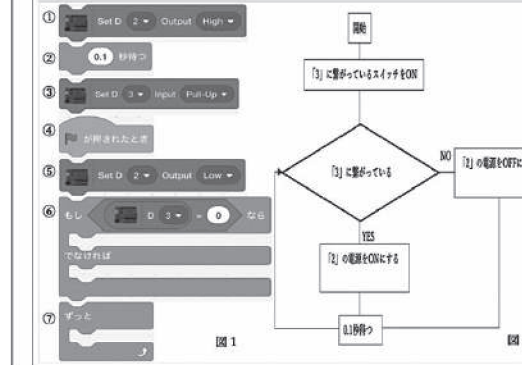 ① Set D 2 Output High
② 0.1 秒待つ
③ Set D 3 Input Pull-Up
④ が押されたとき
⑤ Set D 2 Output Low
⑥ もし D 3 = 0 なら
でなければ
⑦ ずっと
図 1
開始
「3」に繋がっているスイッチをON
「3」に繋がっている
NO
「2」の電源をOFFに
YES
「2」の電源をONにする
0.1秒待つ
図